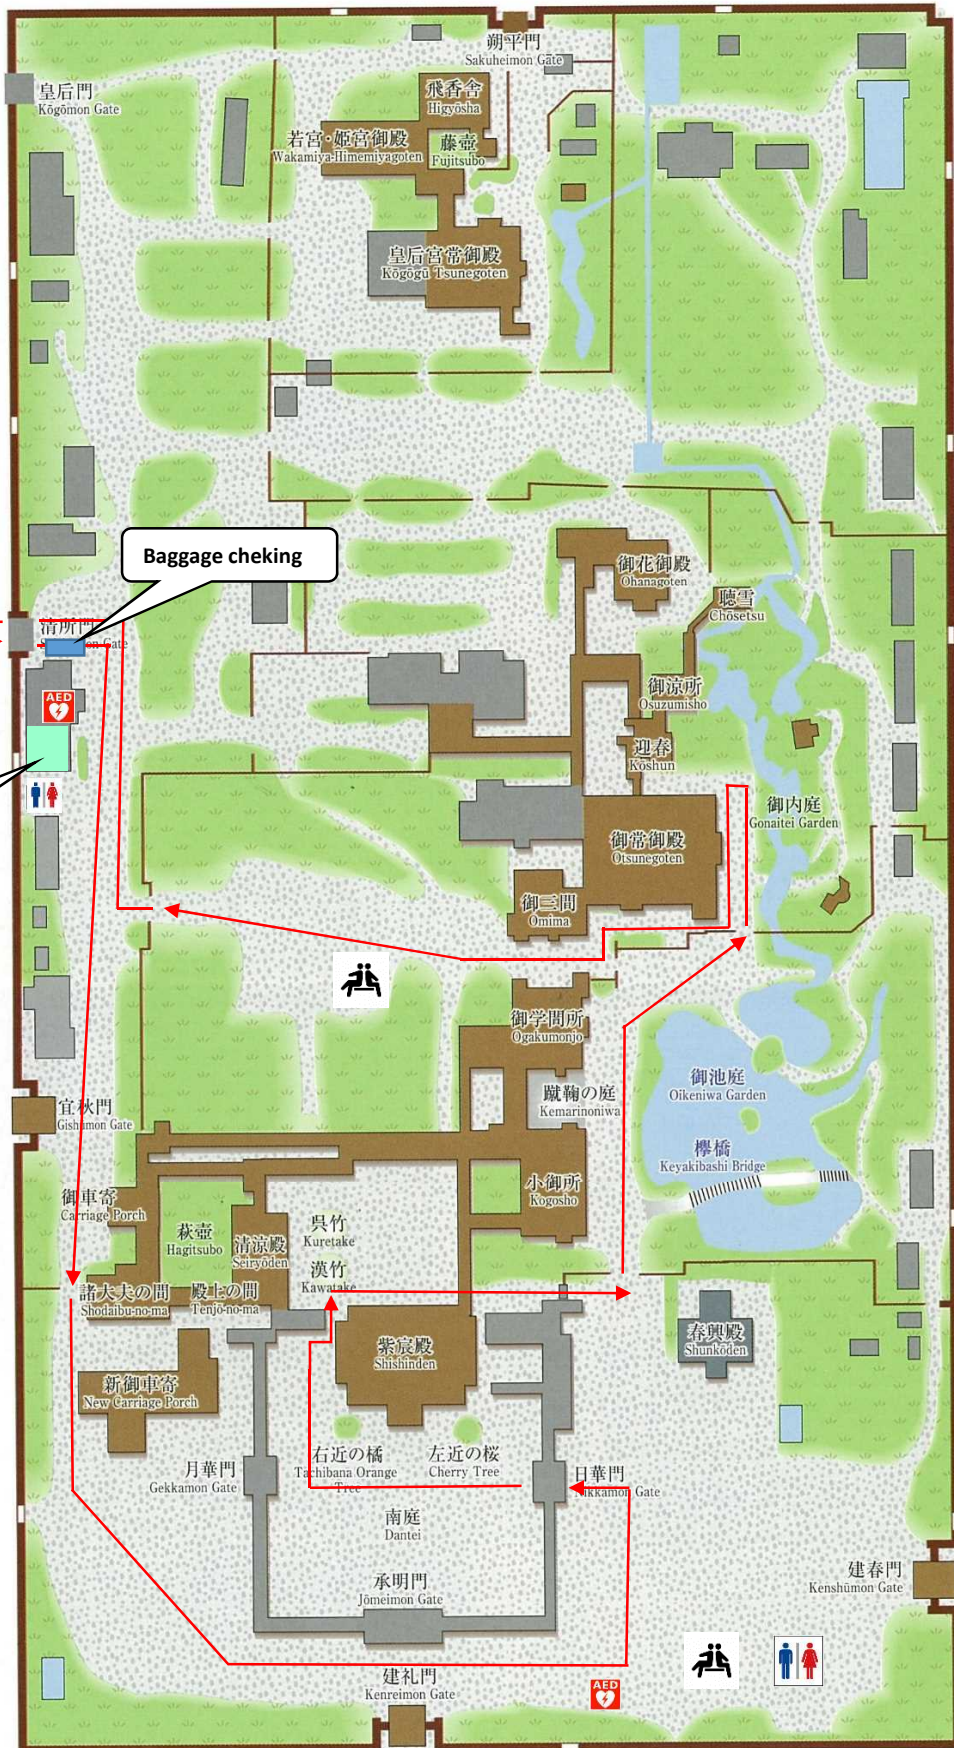 朔平門
Sakuheimon Gate
皇后門
Kōgōmon Gate
飛香舎
Higyōsha
若宮・姫宮御殿
Wakamiya-Himemiyagoten
藤壺
Fujitsubo
皇后宮常御殿
Kōgōgū Tsunegoten
Baggage cheking
御花御殿
Ohanagoten
聴雪
Chōsetsu
清所門
mon Gate
御涼所
Osuzumisho
AED
迎春
Kōshun
御内庭
Gonaitei Garden
御常御殿
Otsunegoten
御三間
Omima
御学問所
Ogakumonjo
蹴鞠の庭
Kemarinoniwa
御池庭
Oikeniwa Garden
宜秋門
Gishūmon Gate
欅橋
Keyakibashi Bridge
小御所
Kogosho
御車寄
Carriage Porch
萩壺
Hagitsubo
清涼殿
Seiryōden
呉竹
Kuretake
漢竹
Kawatake
諸大夫の間
Shodaibu-no-ma
殿上の間
Tenjō-no-ma
紫宸殿
Shishinden
春興殿
Shunkōden
新御車寄
New Carriage Porch
右近の橘
Tachibana Orange
Tree
左近の桜
Cherry Tree
月華門
Gekkamon Gate
日華門
Nikkamon Gate
南庭
Dantei
承明門
Jōmeimon Gate
建春門
Kenshūmon Gate
建礼門
Kenreimon Gate
AED